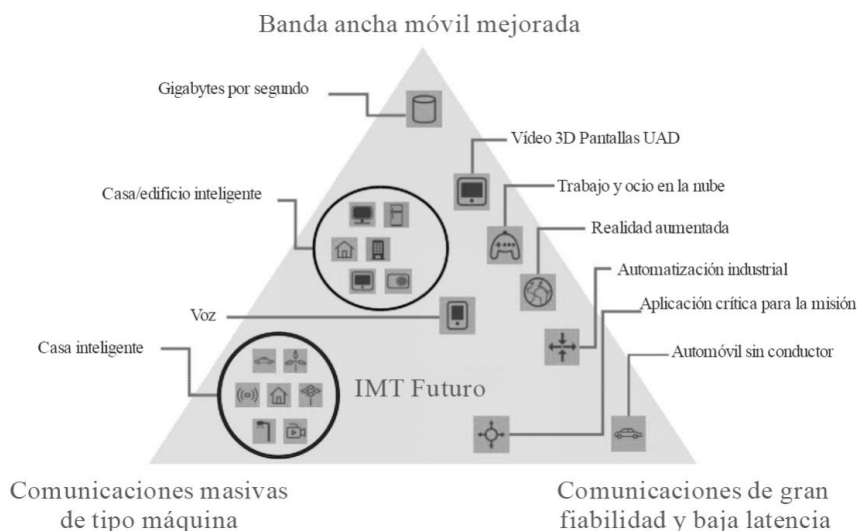 Banda ancha móvil mejorada
Gigabytes por segundo
Vídeo 3D Pantallas UAD
Trabajo y ocio en la nube
Casa/edificio inteligente
Realidad aumentada
Automatización industrial
Aplicación crítica para la misión
Voz
Casa inteligente
Automóvil sin conductor
IMT Futuro
Comunicaciones masivas
de tipo máquina
Comunicaciones de gran
fiabilidad y baja latencia